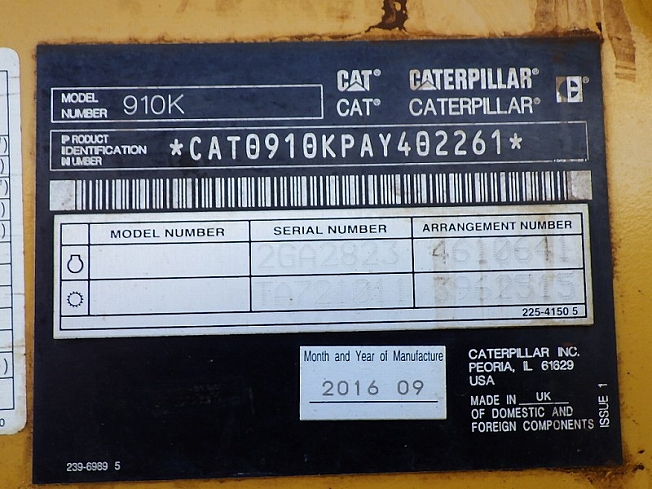 CAT® CATERPILLAR®
MODEL NUMBER 910K
CAT® CATERPILLAR®
PRODUCT IDENTIFICATION NUMBER *CAT0910KPAY402261*
MODEL NUMBER SERIAL NUMBER ARRANGEMENT NUMBER
2GA2823 4610641
225-4150 5
Month and Year of Manufacture
2016 09
CATERPILLAR INC.
PEORIA, IL 61629
USA
MADE IN UK
OF DOMESTIC AND
FOREIGN COMPONENTS
ISSUE 1
239-6989 5